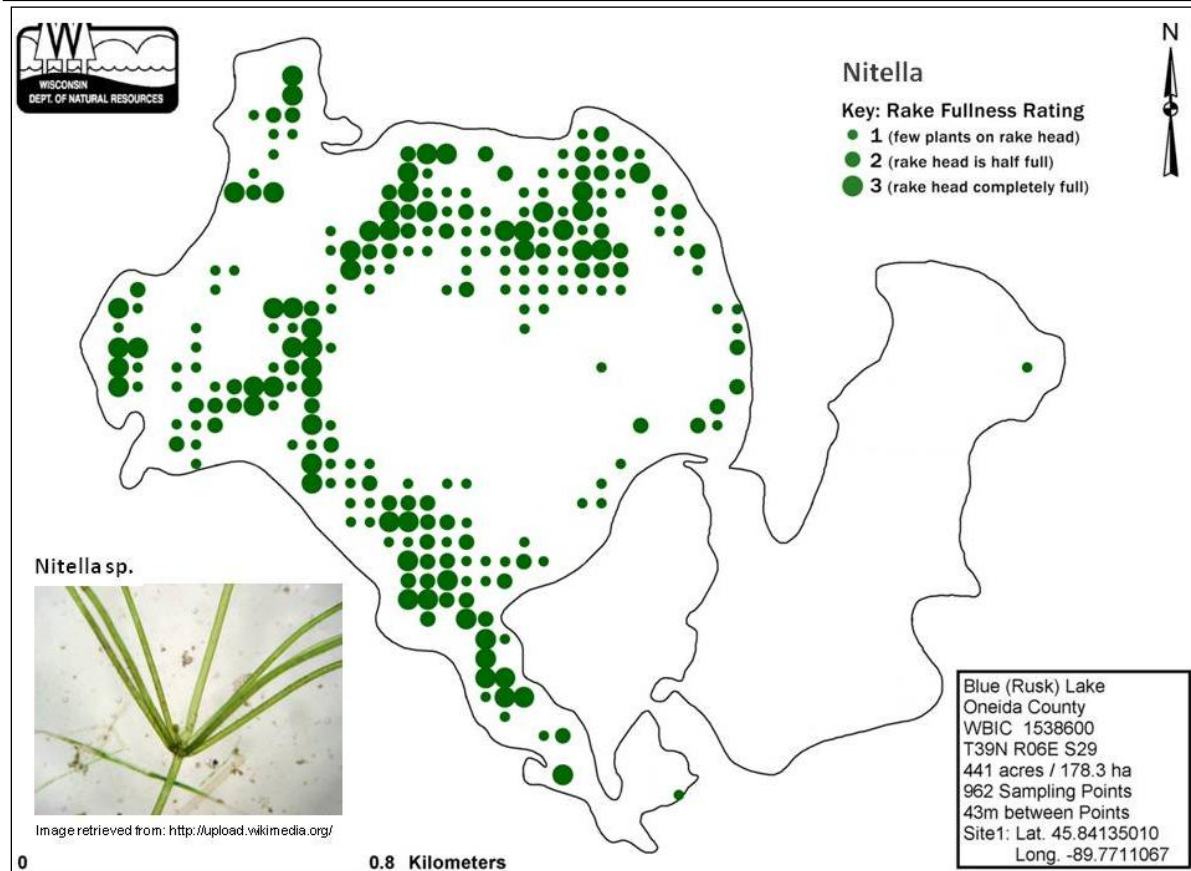 W
WISCONSIN
DEPT. OF NATURAL RESOURCES
N
Nitella
Key: Rake Fullness Rating
1 (few plants on rake head)
2 (rake head is half full)
3 (rake head completely full)
Nitella sp.
Image retrieved from: http://upload.wikimedia.org/
0
0.8 Kilometers
Blue (Rusk) Lake
Oneida County
WBIC 1538600
T39N R06E S29
441 acres / 178.3 ha
962 Sampling Points
43m between Points
Site1: Lat. 45.84135010
Long. -89.7711067